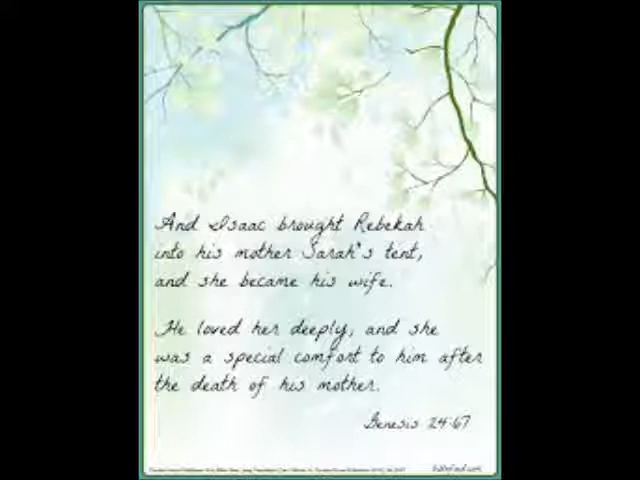 And Isaac brought Rebekah
into his mother Sarah's tent,
and she became his wife.
He loved her deeply, and she
was a special comfort to him after
the death of his mother.
Genesis 24:67